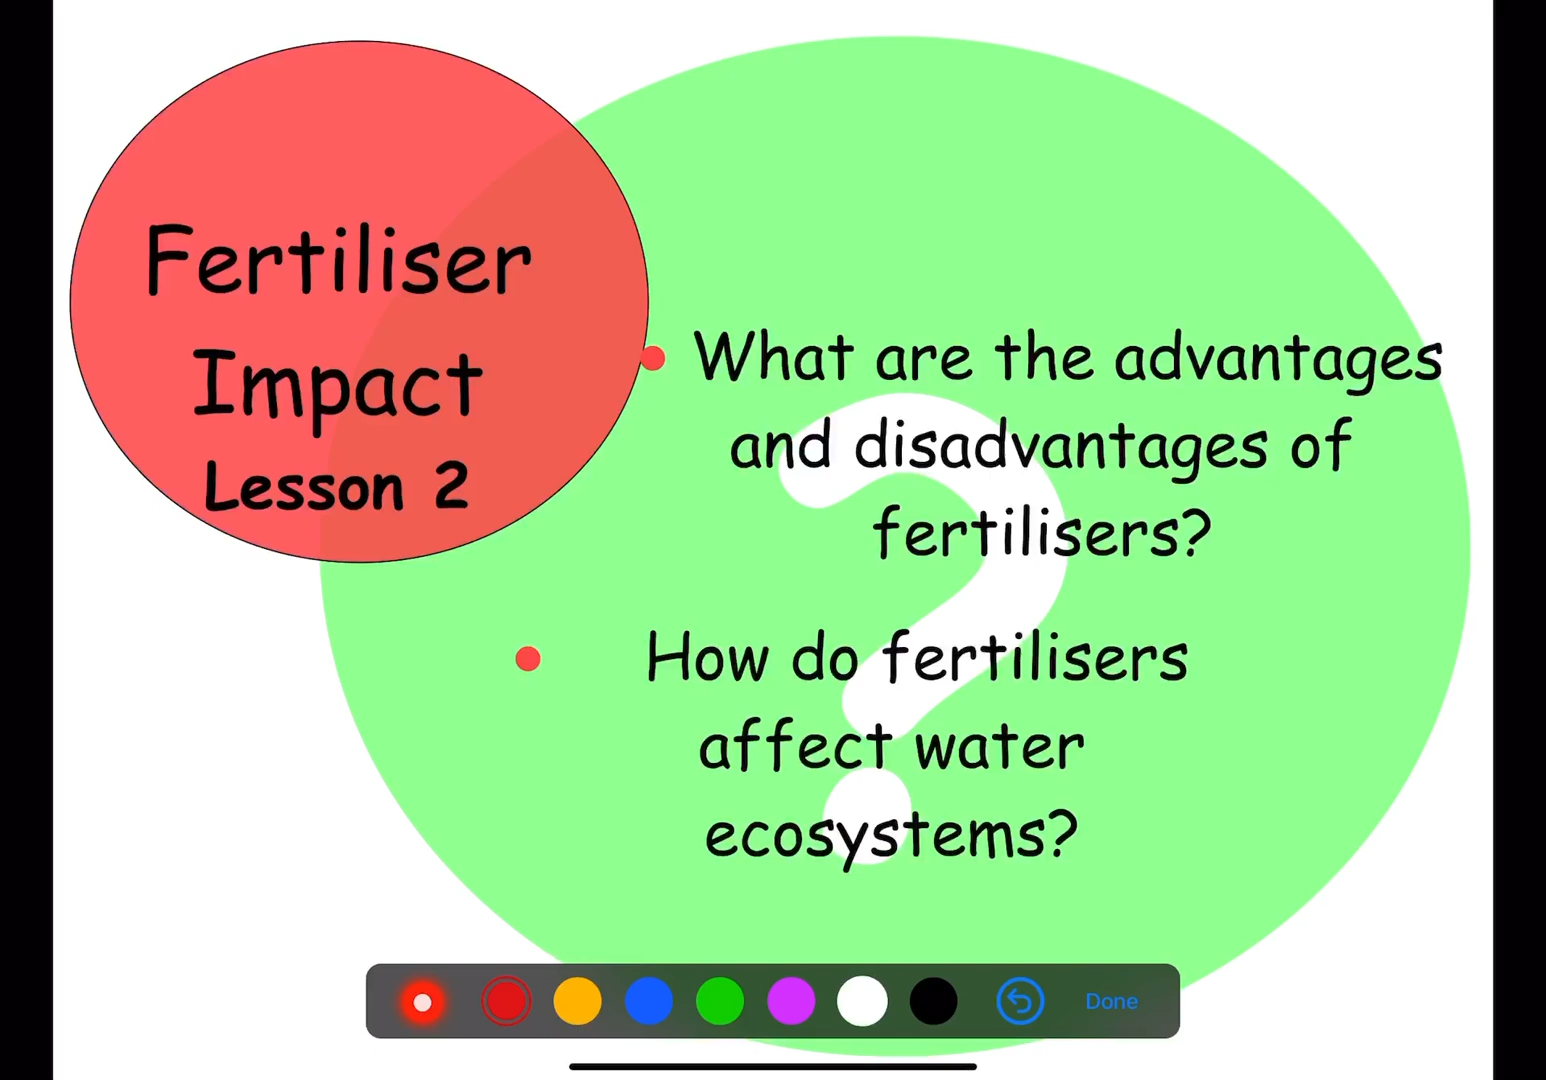 Fertiliser
Impact
Lesson 2
What are the advantages
and disadvantages of
fertilisers?
How do fertilisers
affect water
ecosystems?
Done